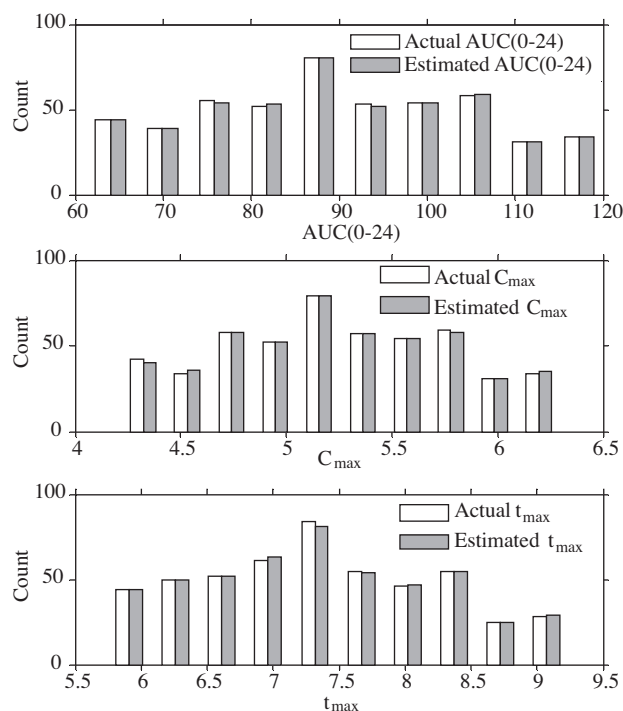 100
Actual AUC(0-24)
Estimated AUC(0-24)
Count
50
0
60 70 80 90 100 110 120
AUC(0-24)
100
Actual Cmax
Estimated Cmax
Count
50
0
4 4.5 5 5.5 6 6.5
Cmax
100
Actual tmax
Estimated tmax
Count
50
0
5.5 6 6.5 7 7.5 8 8.5 9 9.5
tmax